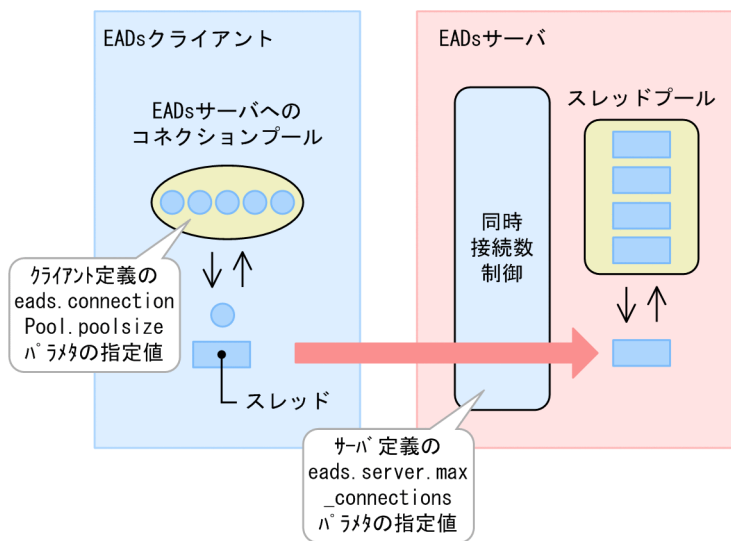 EADsクライアント
EADsサーバへの
コネクションプール
クライアント定義の
eads.connection
Pool.poolsize
パラメタの指定値
スレッド
EADsサーバ
スレッドプール
同時
接続数
制御
サーバ定義の
eads.server.max
_connections
パラメタの指定値